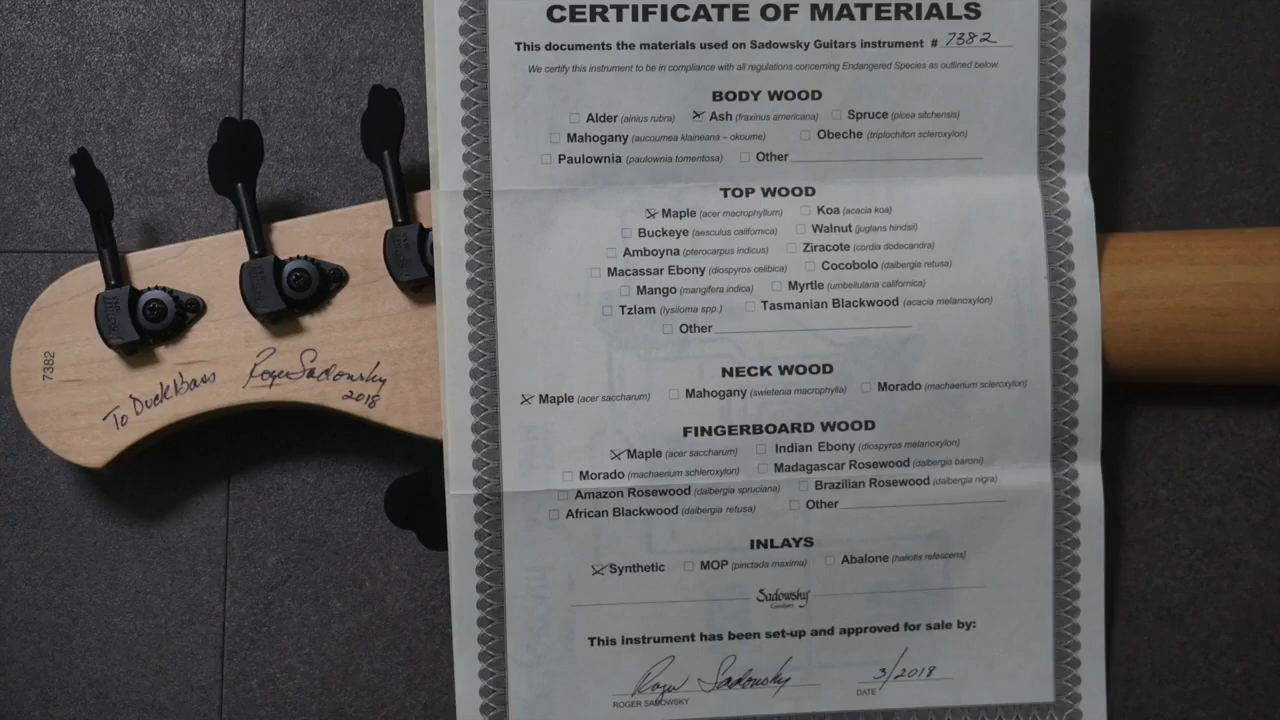 CERTIFICATE OF MATERIALS
This documents the materials used on Sadowsky Guitars instrument # 7382
We certify this instrument to be in compliance with all regulations concerning Endangered Species as outlined below.
BODY WOOD
Alder (alnius rubra) Ash (fraxinus americana) Spruce (picea sitchensis)
Mahogany (aucoumea klaineana – okoume) Obeche (triplochiton scleroxylon)
Paulownia (paulownia tomentosa) Other
TOP WOOD
Maple (acer macrophyllum) Koa (acacia koa)
Buckeye (aesculus californica) Walnut (juglans hindsii)
Amboyna (pterocarpus indicus) Ziracote (cordia dodecandra)
Macassar Ebony (diospyros celibica) Cocobolo (dalbergia retusa)
Mango (mangifera indica) Myrtle (umbellularia californica)
Tzlam (lysiloma spp.) Tasmanian Blackwood (acacia melanoxylon)
Other
NECK WOOD
Maple (acer saccharum) Mahogany (swietenia macrophylla) Morado (machaerium scleroxylon)
FINGERBOARD WOOD
Maple (acer saccharum) Indian Ebony (diospyros melanoxylon)
Morado (machaerium schleroxylon) Madagascar Rosewood (dalbergia baroni)
Amazon Rosewood (dalbergia spruciana) Brazilian Rosewood (dalbergia nigra)
African Blackwood (dalbergia retusa) Other
INLAYS
Synthetic MOP (pinctada maxima) Abalone (haliotis refescens)
Sadowsky
Guitars
This instrument has been set-up and approved for sale by:
Roger Sadowsky 3/2018
ROGER SADOWSKY DATE
7382
To DuckBass
Roger Sadowsky
2018